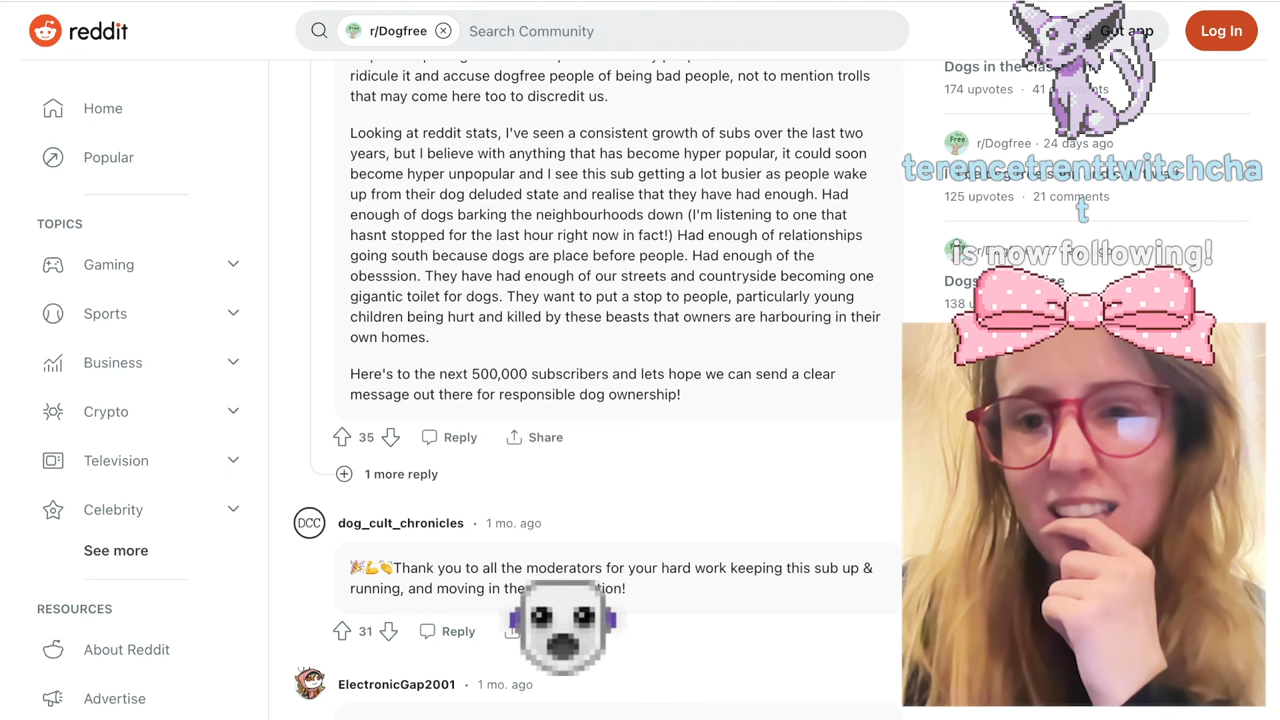 reddit
r/Dogfree
Search Community
app
Log In
Home
Popular
TOPICS
Gaming
Sports
Business
Crypto
Television
Celebrity
See more
RESOURCES
About Reddit
Advertise
ridicule it and accuse dogfree people of being bad people, not to mention trolls
that may come here too to discredit us.
Looking at reddit stats, I've seen a consistent growth of subs over the last two
years, but I believe with anything that has become hyper popular, it could soon
become hyper unpopular and I see this sub getting a lot busier as people wake
up from their dog deluded state and realise that they have had enough. Had
enough of dogs barking the neighbourhoods down (I'm listening to one that
hasnt stopped for the last hour right now in fact!) Had enough of relationships
going south because dogs are place before people. Had enough of the
obesssion. They have had enough of our streets and countryside becoming one
gigantic toilet for dogs. They want to put a stop to people, particularly young
children being hurt and killed by these beasts that owners are harbouring in their
own homes.
Here's to the next 500,000 subscribers and lets hope we can send a clear
message out there for responsible dog ownership!
35 Reply Share
1 more reply
DCC dog_cult_chronicles • 1 mo. ago
🎉💪👏Thank you to all the moderators for your hard work keeping this sub up &
running, and moving in the
31 Reply
ElectronicGap2001 • 1 mo. ago
Dogs in the
174 upvotes • 41
r/Dogfree • 24 days ago
terencetrenttwitchcha
t
125 upvotes • 21 comments
is now following!
Dogs
138